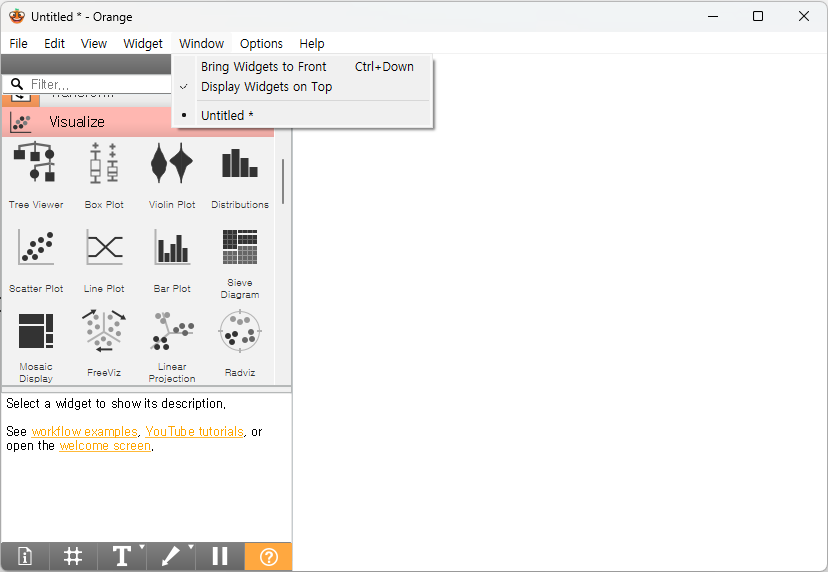 Untitled * - Orange
File Edit View Widget Window Options Help
Bring Widgets to Front Ctrl+Down
Display Widgets on Top
Untitled *
Filter...
Transform
Visualize
Tree Viewer Box Plot Violin Plot Distributions
Scatter Plot Line Plot Bar Plot Sieve Diagram
Mosaic Display FreeViz Linear Projection Radviz
Select a widget to show its description.
See workflow examples, YouTube tutorials, or
open the welcome screen.